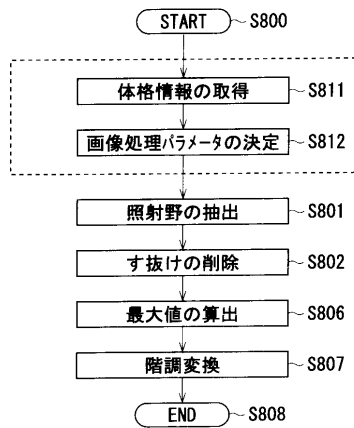 START S800
体格情報の取得 S811
画像処理パラメータの決定 S812
照射野の抽出 S801
す抜けの削除 S802
最大値の算出 S806
階調変換 S807
END S808